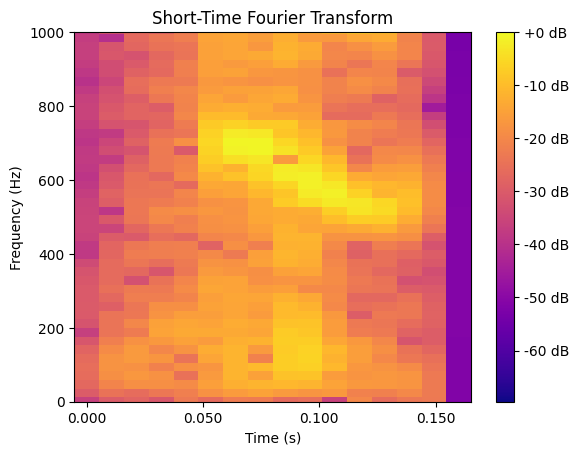 Short-Time Fourier Transform
1000
800
600
400
200
0
Frequency (Hz)
0.000
0.050
0.100
0.150
Time (s)
+0 dB
-10 dB
-20 dB
-30 dB
-40 dB
-50 dB
-60 dB